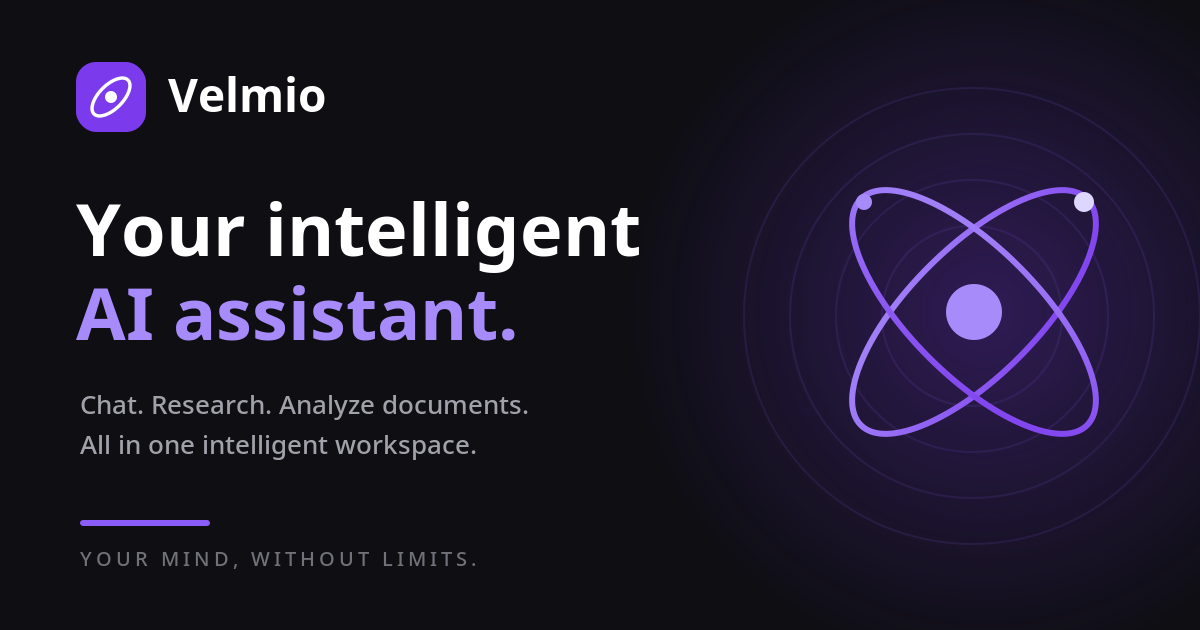 Velmio
Your intelligent
AI assistant.
Chat. Research. Analyze documents.
All in one intelligent workspace.
YOUR MIND, WITHOUT LIMITS.